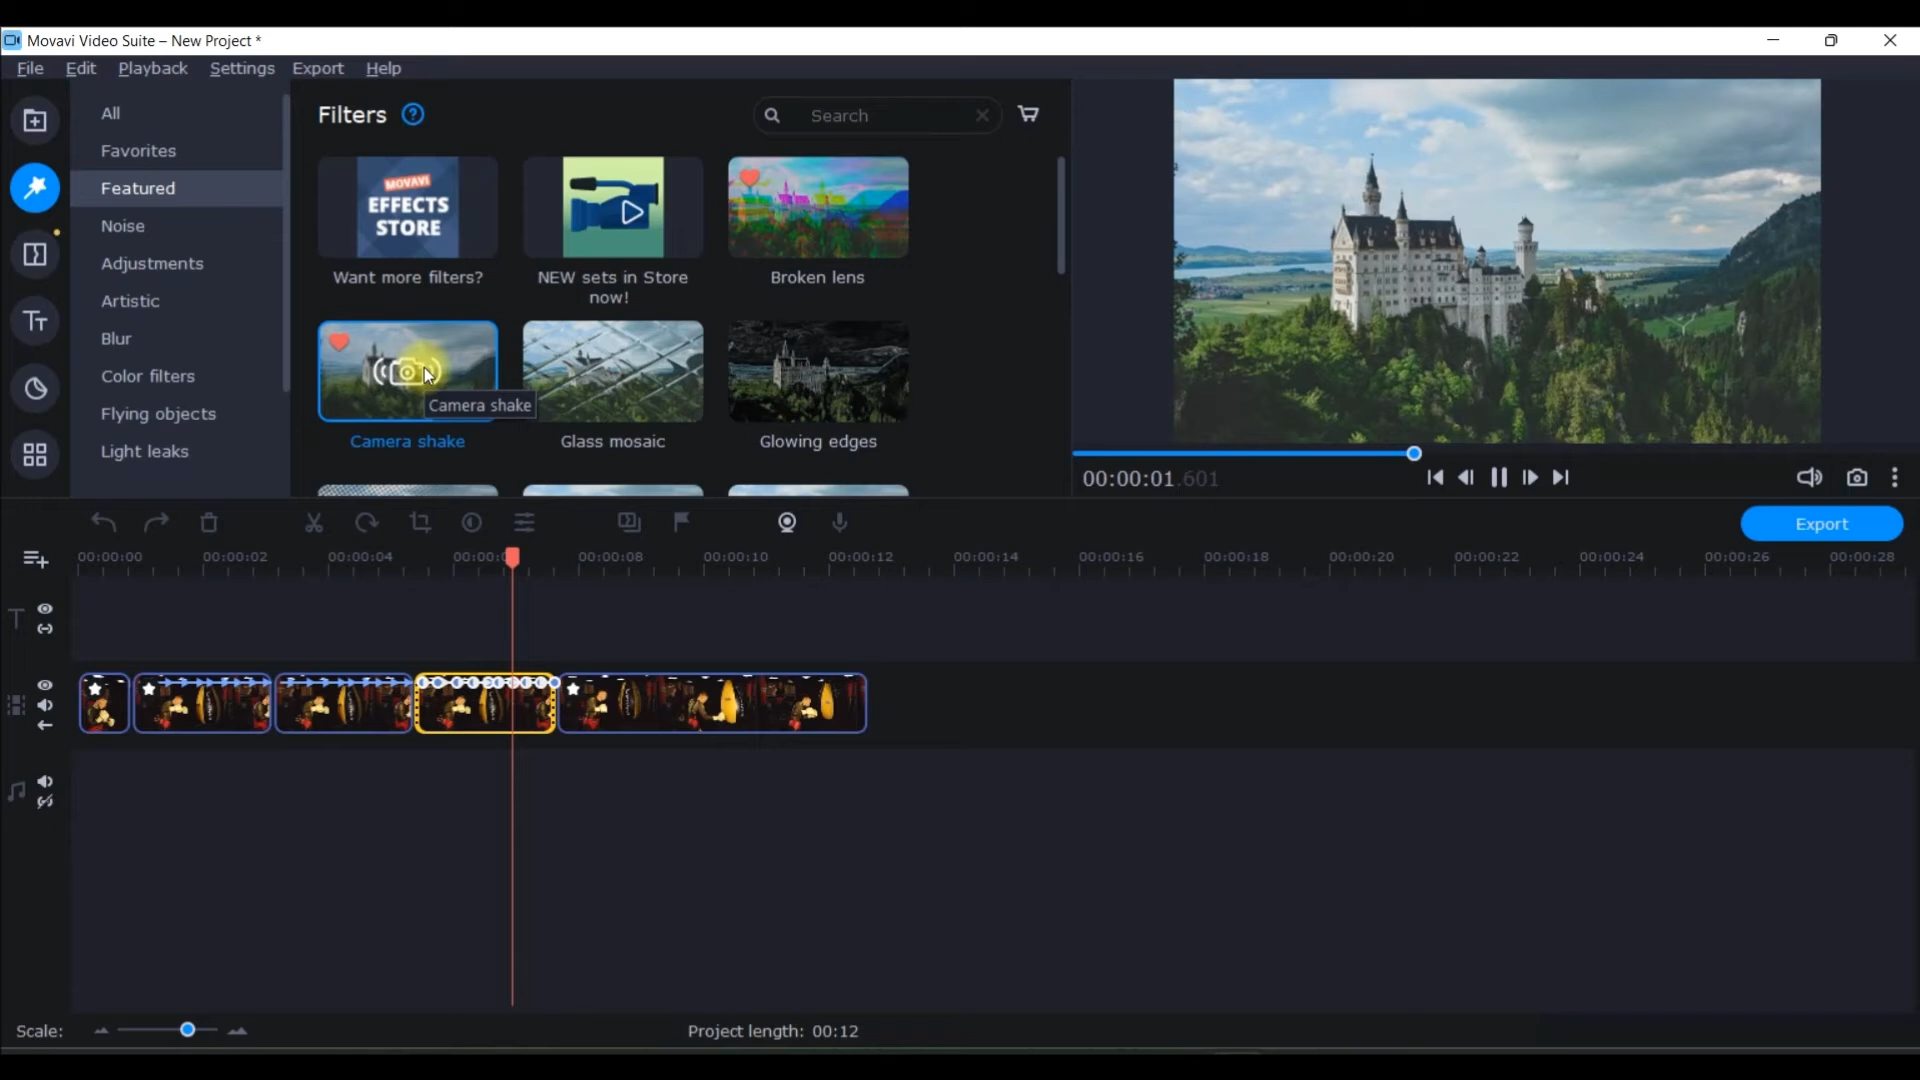 Movavi Video Suite – New Project *
File Edit Playback Settings Export Help
All
Favorites
Featured
Noise
Adjustments
Artistic
Blur
Color filters
Flying objects
Light leaks
Filters ?
Search
MOVAVI
EFFECTS
STORE
Want more filters?
NEW sets in Store
now!
Broken lens
Camera shake
Camera shake
Glass mosaic
Glowing edges
00:00:01.601
Export
00:00:00 00:00:02 00:00:04 00:00:08 00:00:10 00:00:12 00:00:14 00:00:16 00:00:18 00:00:20 00:00:22 00:00:24 00:00:26 00:00:28
Scale:
Project length: 00:12